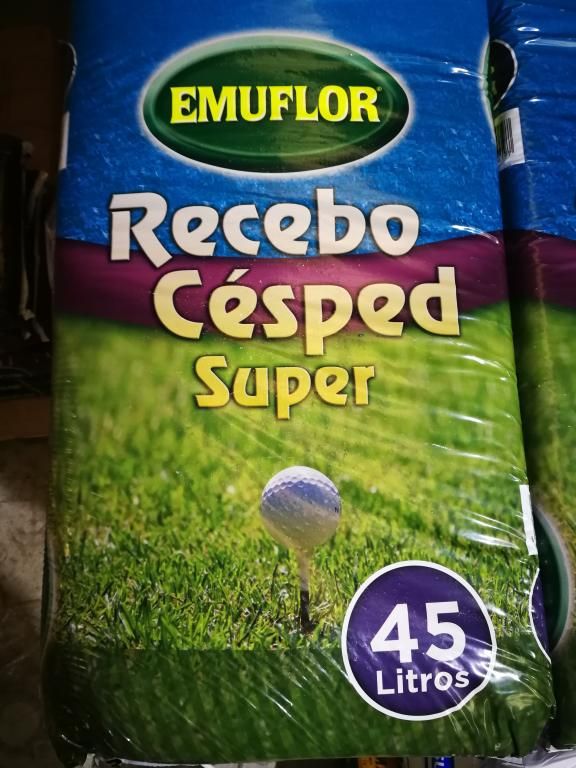 EMUFLOR
Recebo
Césped
Super
45
Litros